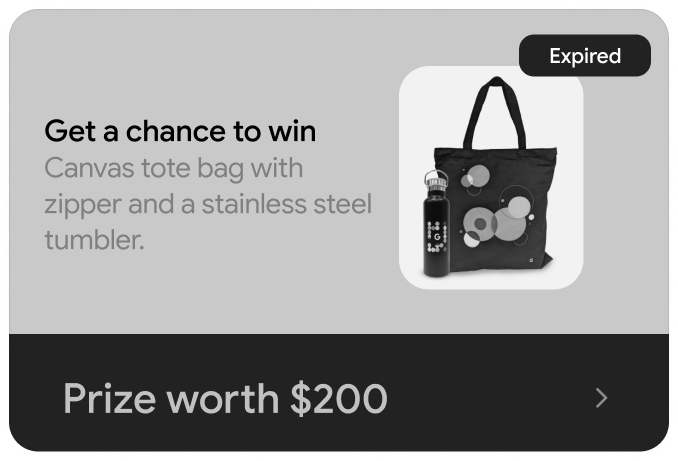 Expired
Get a chance to win
Canvas tote bag with
zipper and a stainless steel
tumbler.
G
Prize worth $200